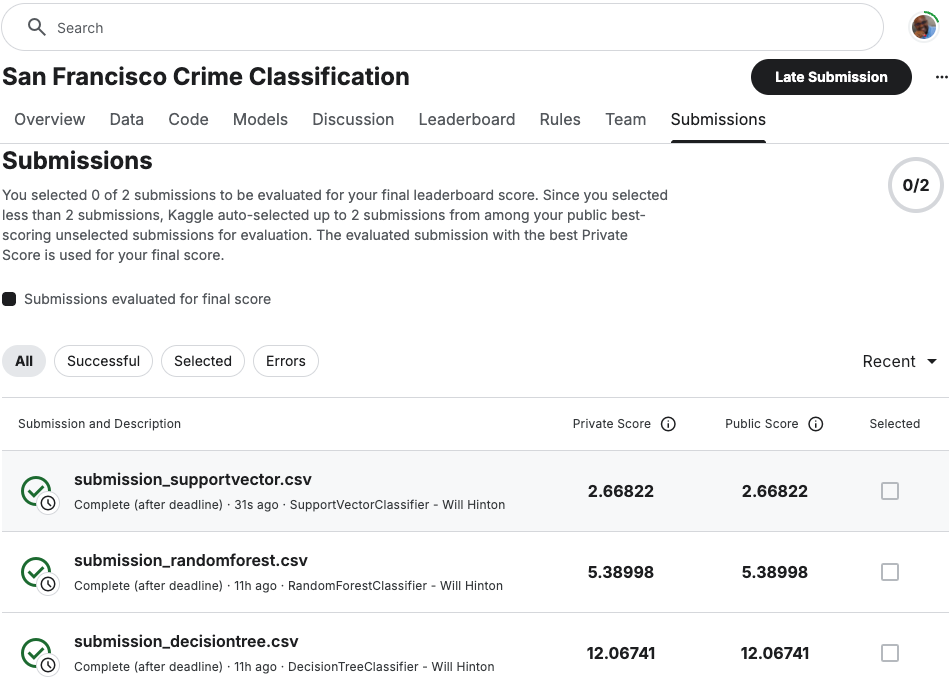 Search
San Francisco Crime Classification
Late Submission
...
Overview Data Code Models Discussion Leaderboard Rules Team Submissions
Submissions
You selected 0 of 2 submissions to be evaluated for your final leaderboard score. Since you selected
less than 2 submissions, Kaggle auto-selected up to 2 submissions from among your public best-
scoring unselected submissions for evaluation. The evaluated submission with the best Private
Score is used for your final score.
0/2
Submissions evaluated for final score
All Successful Selected Errors Recent
Submission and Description Private Score Public Score Selected
submission_supportvector.csv
Complete (after deadline) · 31s ago · SupportVectorClassifier - Will Hinton
2.66822 2.66822
submission_randomforest.csv
Complete (after deadline) · 11h ago · RandomForestClassifier - Will Hinton
5.38998 5.38998
submission_decisiontree.csv
Complete (after deadline) · 11h ago · DecisionTreeClassifier - Will Hinton
12.06741 12.06741